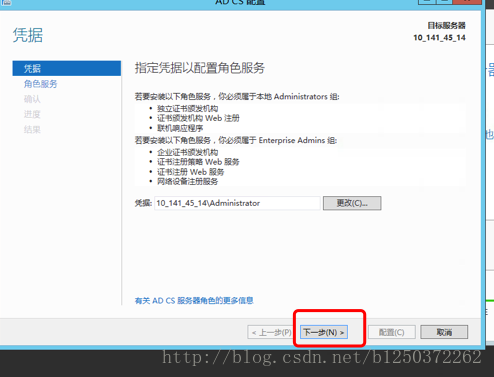 AD CS 配置
凭据
目标服务器
10_141_45_14
凭据
角色服务
确认
进度
结果
指定凭据以配置角色服务
若要安装以下角色服务，你必须属于本地 Administrators 组:
• 独立证书颁发机构
• 证书颁发机构 Web 注册
• 联机响应程序
若要安装以下角色服务，你必须属于 Enterprise Admins 组:
• 企业证书颁发机构
• 证书注册策略 Web 服务
• 证书注册 Web 服务
• 网络设备注册服务
凭据: 10_141_45_14\Administrator 更改(C)...
有关 AD CS 服务器角色的更多信息
< 上一步(P) 下一步(N) > 配置(C) 取消
http://blog.csdn.net/b1250372262